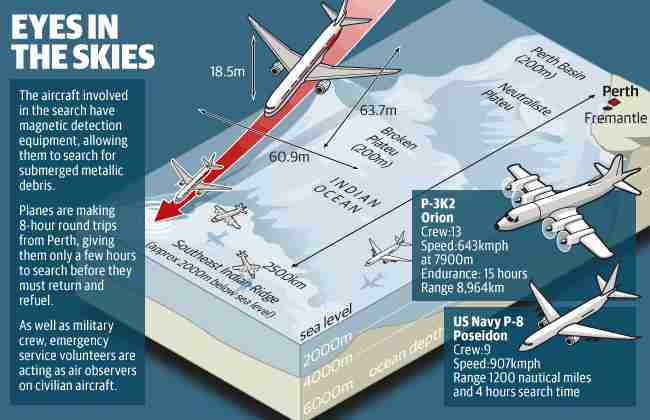 EYES IN
THE SKIES
The aircraft involved
in the search have
magnetic detection
equipment, allowing
them to search for
submerged metallic
debris.
Planes are making
8-hour round trips
from Perth, giving
them only a few hours
to search before they
must return and
refuel.
As well as military
crew, emergency
service volunteers are
acting as air observers
on civilian aircraft.
18.5m
63.7m
60.9m
Perth Basin
(200m)
Neutraliste
Plateu
Broken
Plateu
(200m)
INDIAN
OCEAN
Perth
Fremantle
2500km
Southeast Indian Ridge
(approx 2000m below sea level)
sea level
2000m
4000m
6000m
ocean depth
P-3K2
Orion
Crew:13
Speed:643kmph
at 7900m
Endurance: 15 hours
Range 8,964km
US Navy P-8
Poseidon
Crew:9
Speed:907kmph
Range 1200 nautical miles
and 4 hours search time